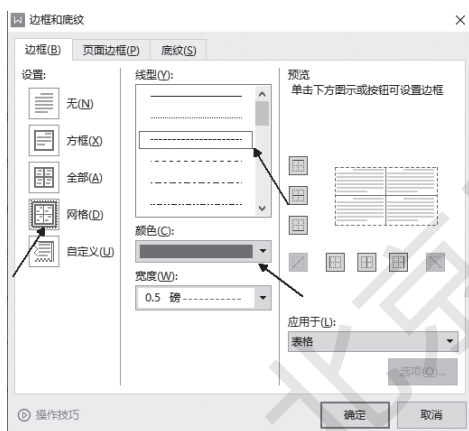 边框和底纹
边框(B) 页面边框(P) 底纹(S)
设置:
无(N)
方框(X)
全部(A)
网格(D)
自定义(U)
线型(Y):
颜色(C):
宽度(W):
0.5 磅
预览
单击下方图示或按钮可设置边框
应用于(L):
表格
选项(O)...
操作技巧
确定 取消
北京